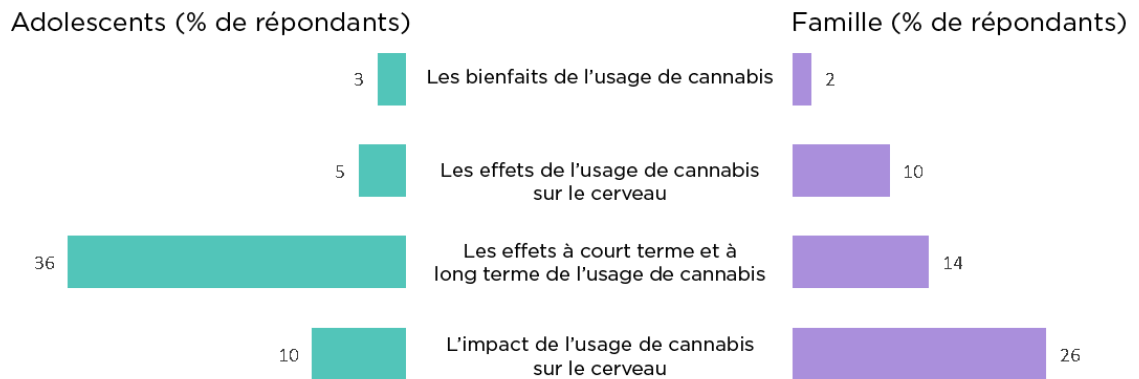 Adolescents (% de répondants)
Famille (% de répondants)
3
Les bienfaits de l'usage de cannabis
2
5
Les effets de l'usage de cannabis
sur le cerveau
10
36
Les effets à court terme et à
long terme de l'usage de cannabis
14
10
L'impact de l'usage de cannabis
sur le cerveau
26